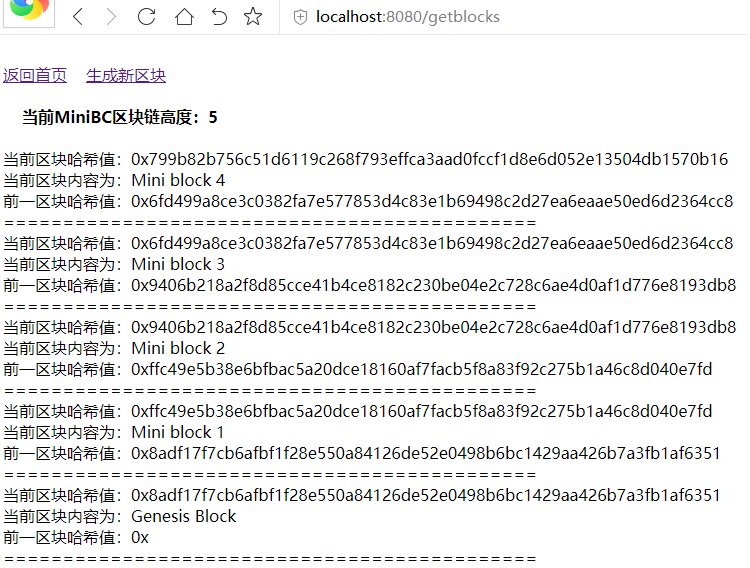 localhost:8080/getblocks
返回首页 生成新区块
当前MiniBC区块链高度：5
当前区块哈希值：0x799b82b756c51d6119c268f793effca3aad0fccf1d8e6d052e13504db1570b16
当前区块内容为：Mini block 4
前一区块哈希值：0x6fd499a8ce3c0382fa7e577853d4c83e1b69498c2d27ea6eaae50ed6d2364cc8
=============================================
当前区块哈希值：0x6fd499a8ce3c0382fa7e577853d4c83e1b69498c2d27ea6eaae50ed6d2364cc8
当前区块内容为：Mini block 3
前一区块哈希值：0x9406b218a2f8d85cce41b4ce8182c230be04e2c728c6ae4d0af1d776e8193db8
=============================================
当前区块哈希值：0x9406b218a2f8d85cce41b4ce8182c230be04e2c728c6ae4d0af1d776e8193db8
当前区块内容为：Mini block 2
前一区块哈希值：0xffc49e5b38e6bfbac5a20dce18160af7facb5f8a83f92c275b1a46c8d040e7fd
=============================================
当前区块哈希值：0xffc49e5b38e6bfbac5a20dce18160af7facb5f8a83f92c275b1a46c8d040e7fd
当前区块内容为：Mini block 1
前一区块哈希值：0x8adf17f7cb6afbf1f28e550a84126de52e0498b6bc1429aa426b7a3fb1af6351
=============================================
当前区块哈希值：0x8adf17f7cb6afbf1f28e550a84126de52e0498b6bc1429aa426b7a3fb1af6351
当前区块内容为：Genesis Block
前一区块哈希值：0x
=============================================